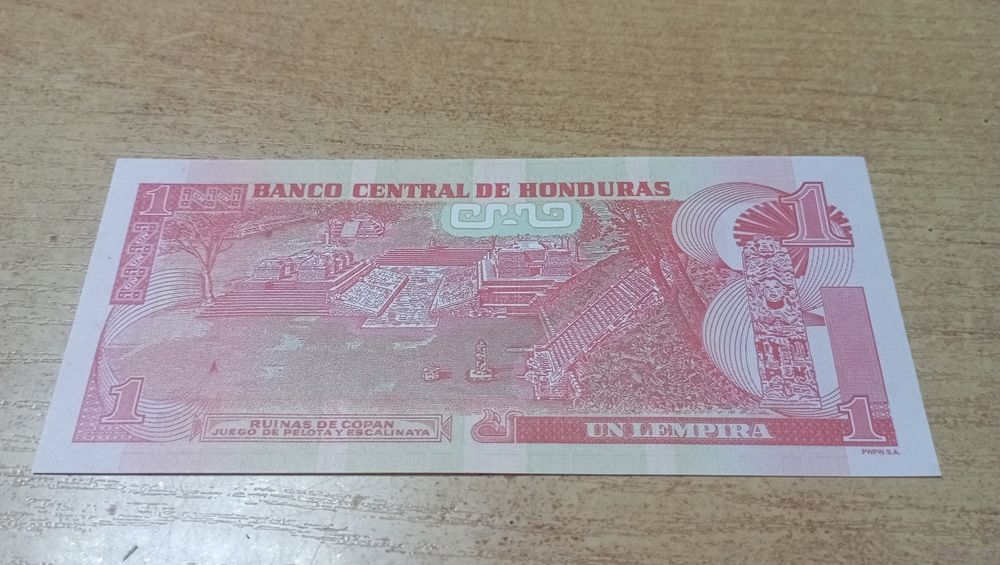 1
BANCO CENTRAL DE HONDURAS
1
1
RUINAS DE COPAN
JUEGO DE PELOTA Y ESCALINATA
UN LEMPIRA
1
PWPW S.A.